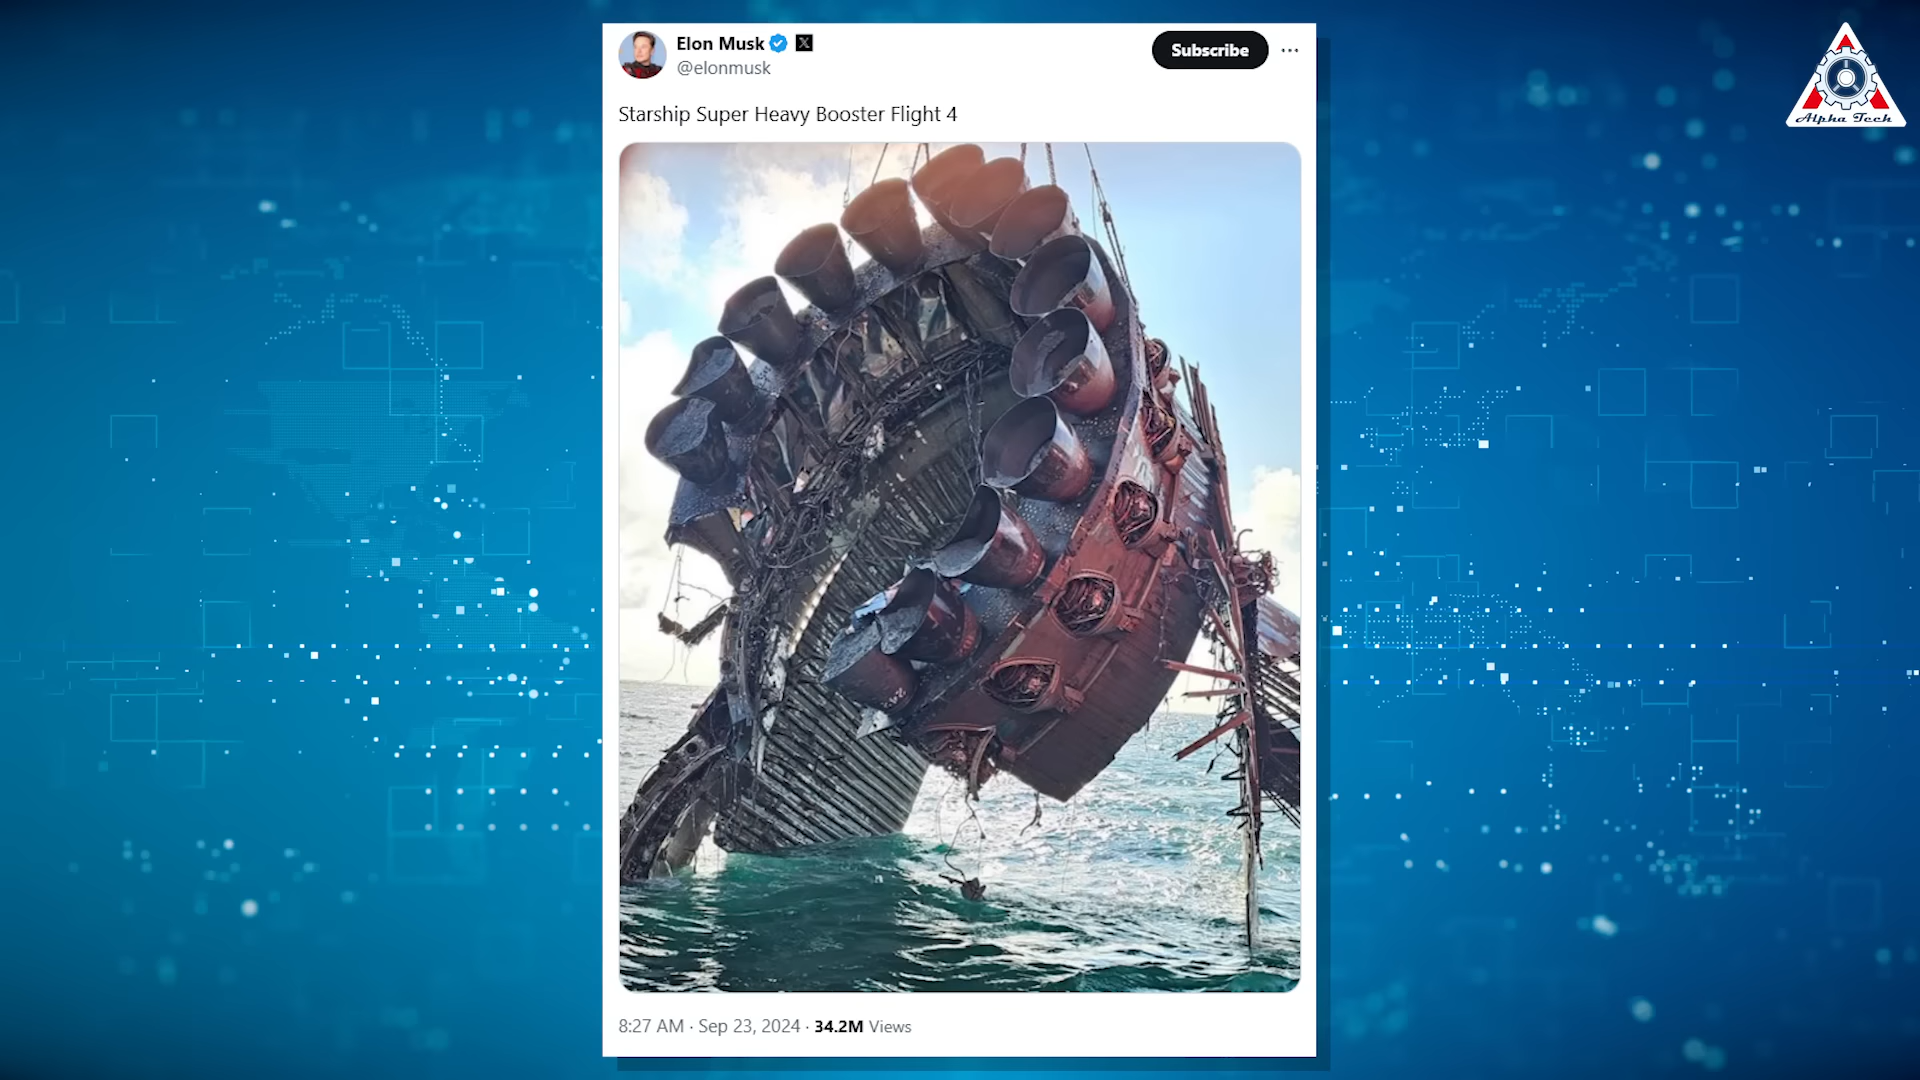 Elon Musk
@elonmusk
Subscribe
Starship Super Heavy Booster Flight 4
8:27 AM · Sep 23, 2024 · 34.2M Views
Alpha Tech